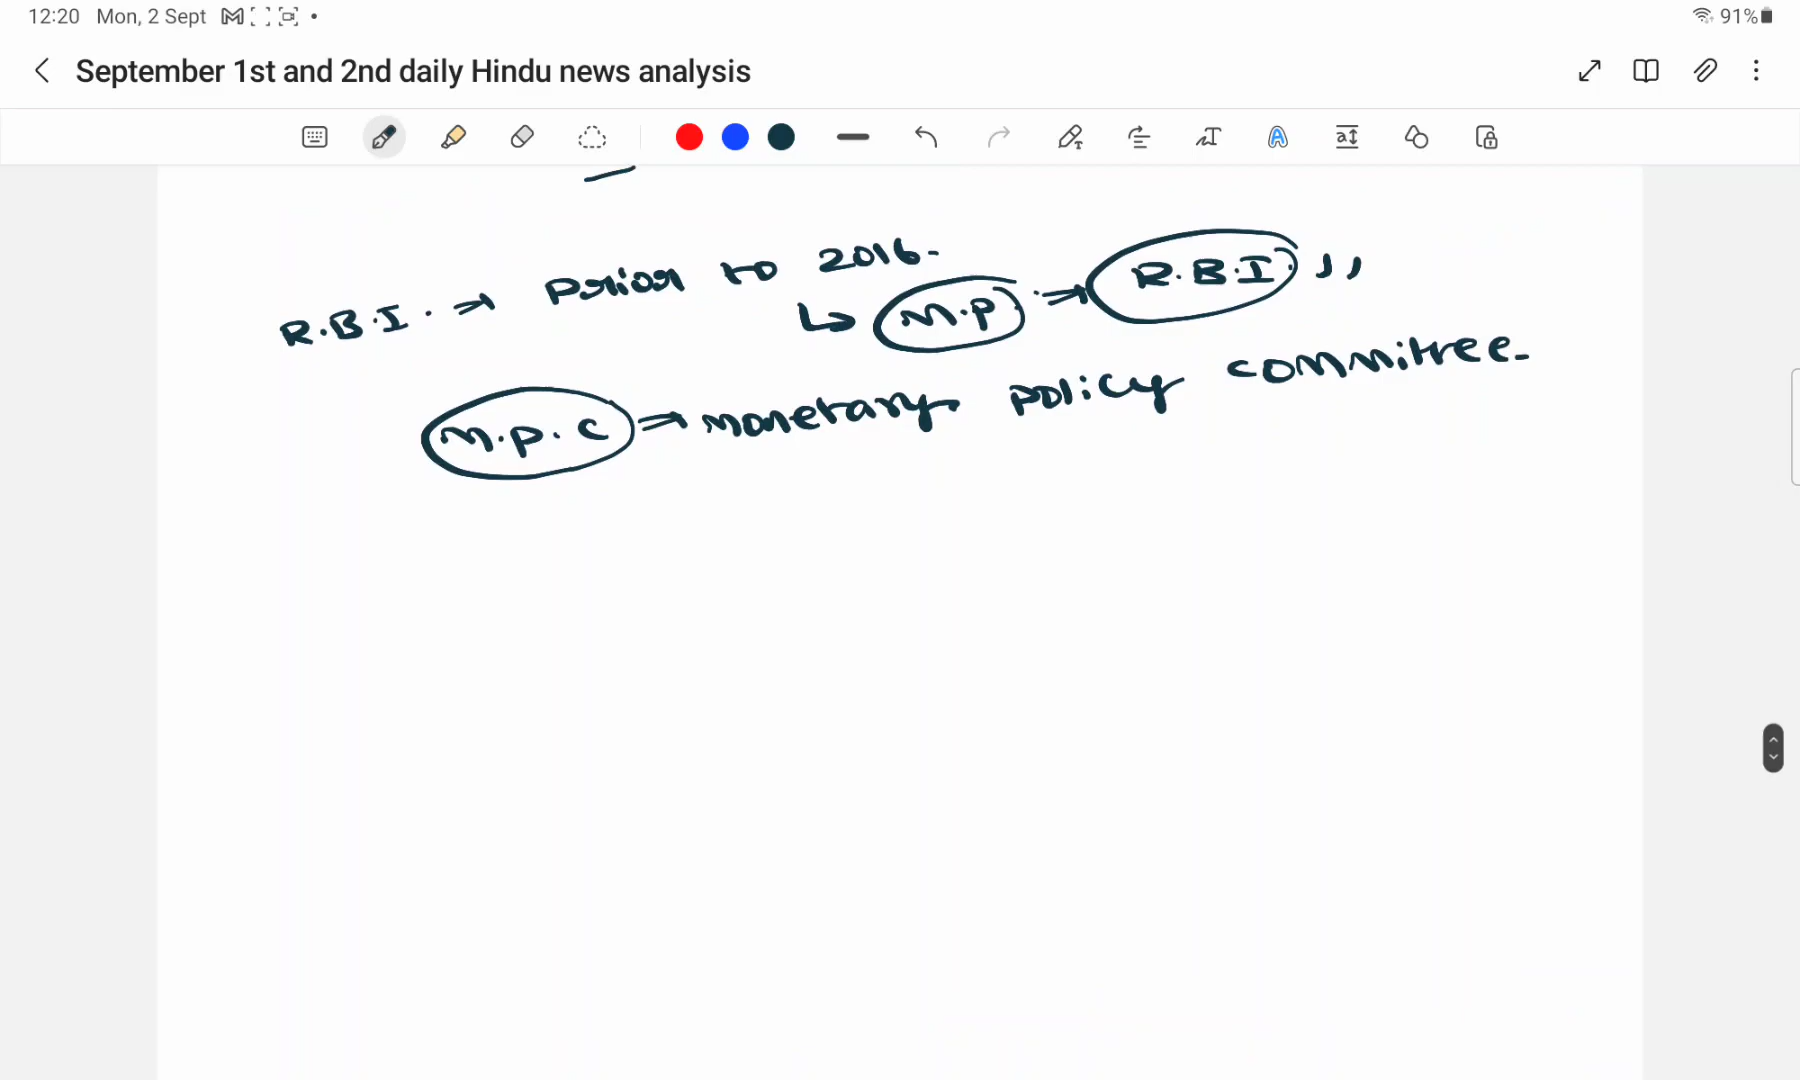 12:20 Mon, 2 Sept 91%
September 1st and 2nd daily Hindu news analysis
R.B.I. → Prior to 2016.
↳ M.P → R.B.I ,,
M.P.C → monetary policy committee.